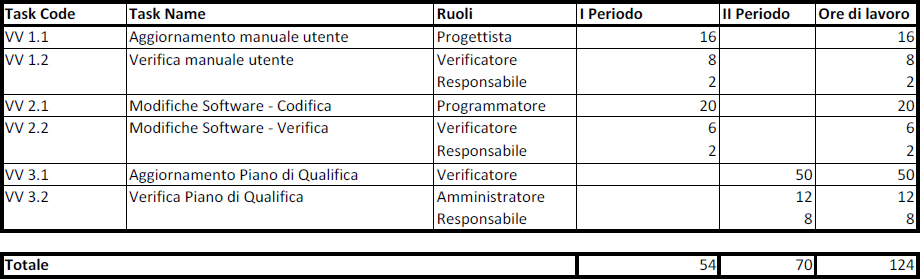 Task Code Task Name Ruoli I Periodo II Periodo Ore di lavoro
VV 1.1 Aggiornamento manuale utente Progettista 16 16
VV 1.2 Verifica manuale utente Verificatore 8 8
Responsabile 2 2
VV 2.1 Modifiche Software - Codifica Programmatore 20 20
VV 2.2 Modifiche Software - Verifica Verificatore 6 6
Responsabile 2 2
VV 3.1 Aggiornamento Piano di Qualifica Verificatore 50 50
VV 3.2 Verifica Piano di Qualifica Amministratore 12 12
Responsabile 8 8
Totale 54 70 124